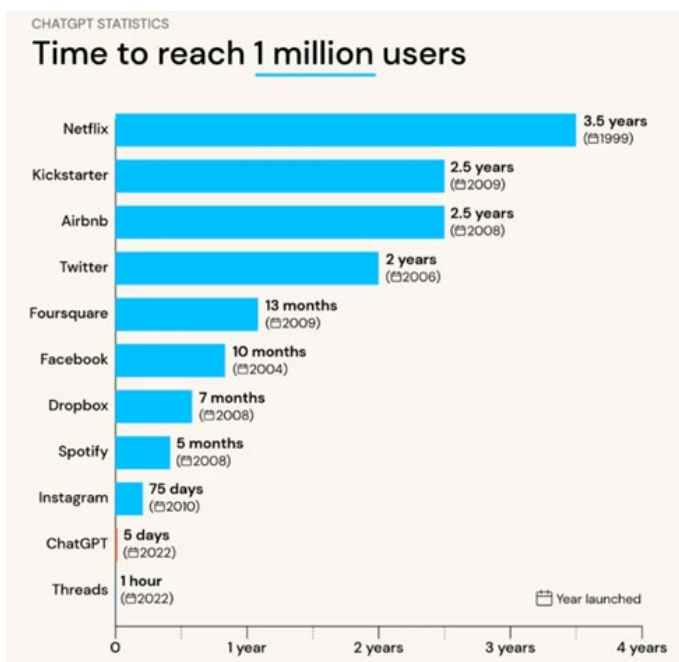 CHATGPT STATISTICS
Time to reach 1 million users
Netflix
3.5 years
(1999)
Kickstarter
2.5 years
(2009)
Airbnb
2.5 years
(2008)
Twitter
2 years
(2006)
Foursquare
13 months
(2009)
Facebook
10 months
(2004)
Dropbox
7 months
(2008)
Spotify
5 months
(2008)
Instagram
75 days
(2010)
ChatGPT
5 days
(2022)
Threads
1 hour
(2022)
Year launched
0 1 year 2 years 3 years 4 years